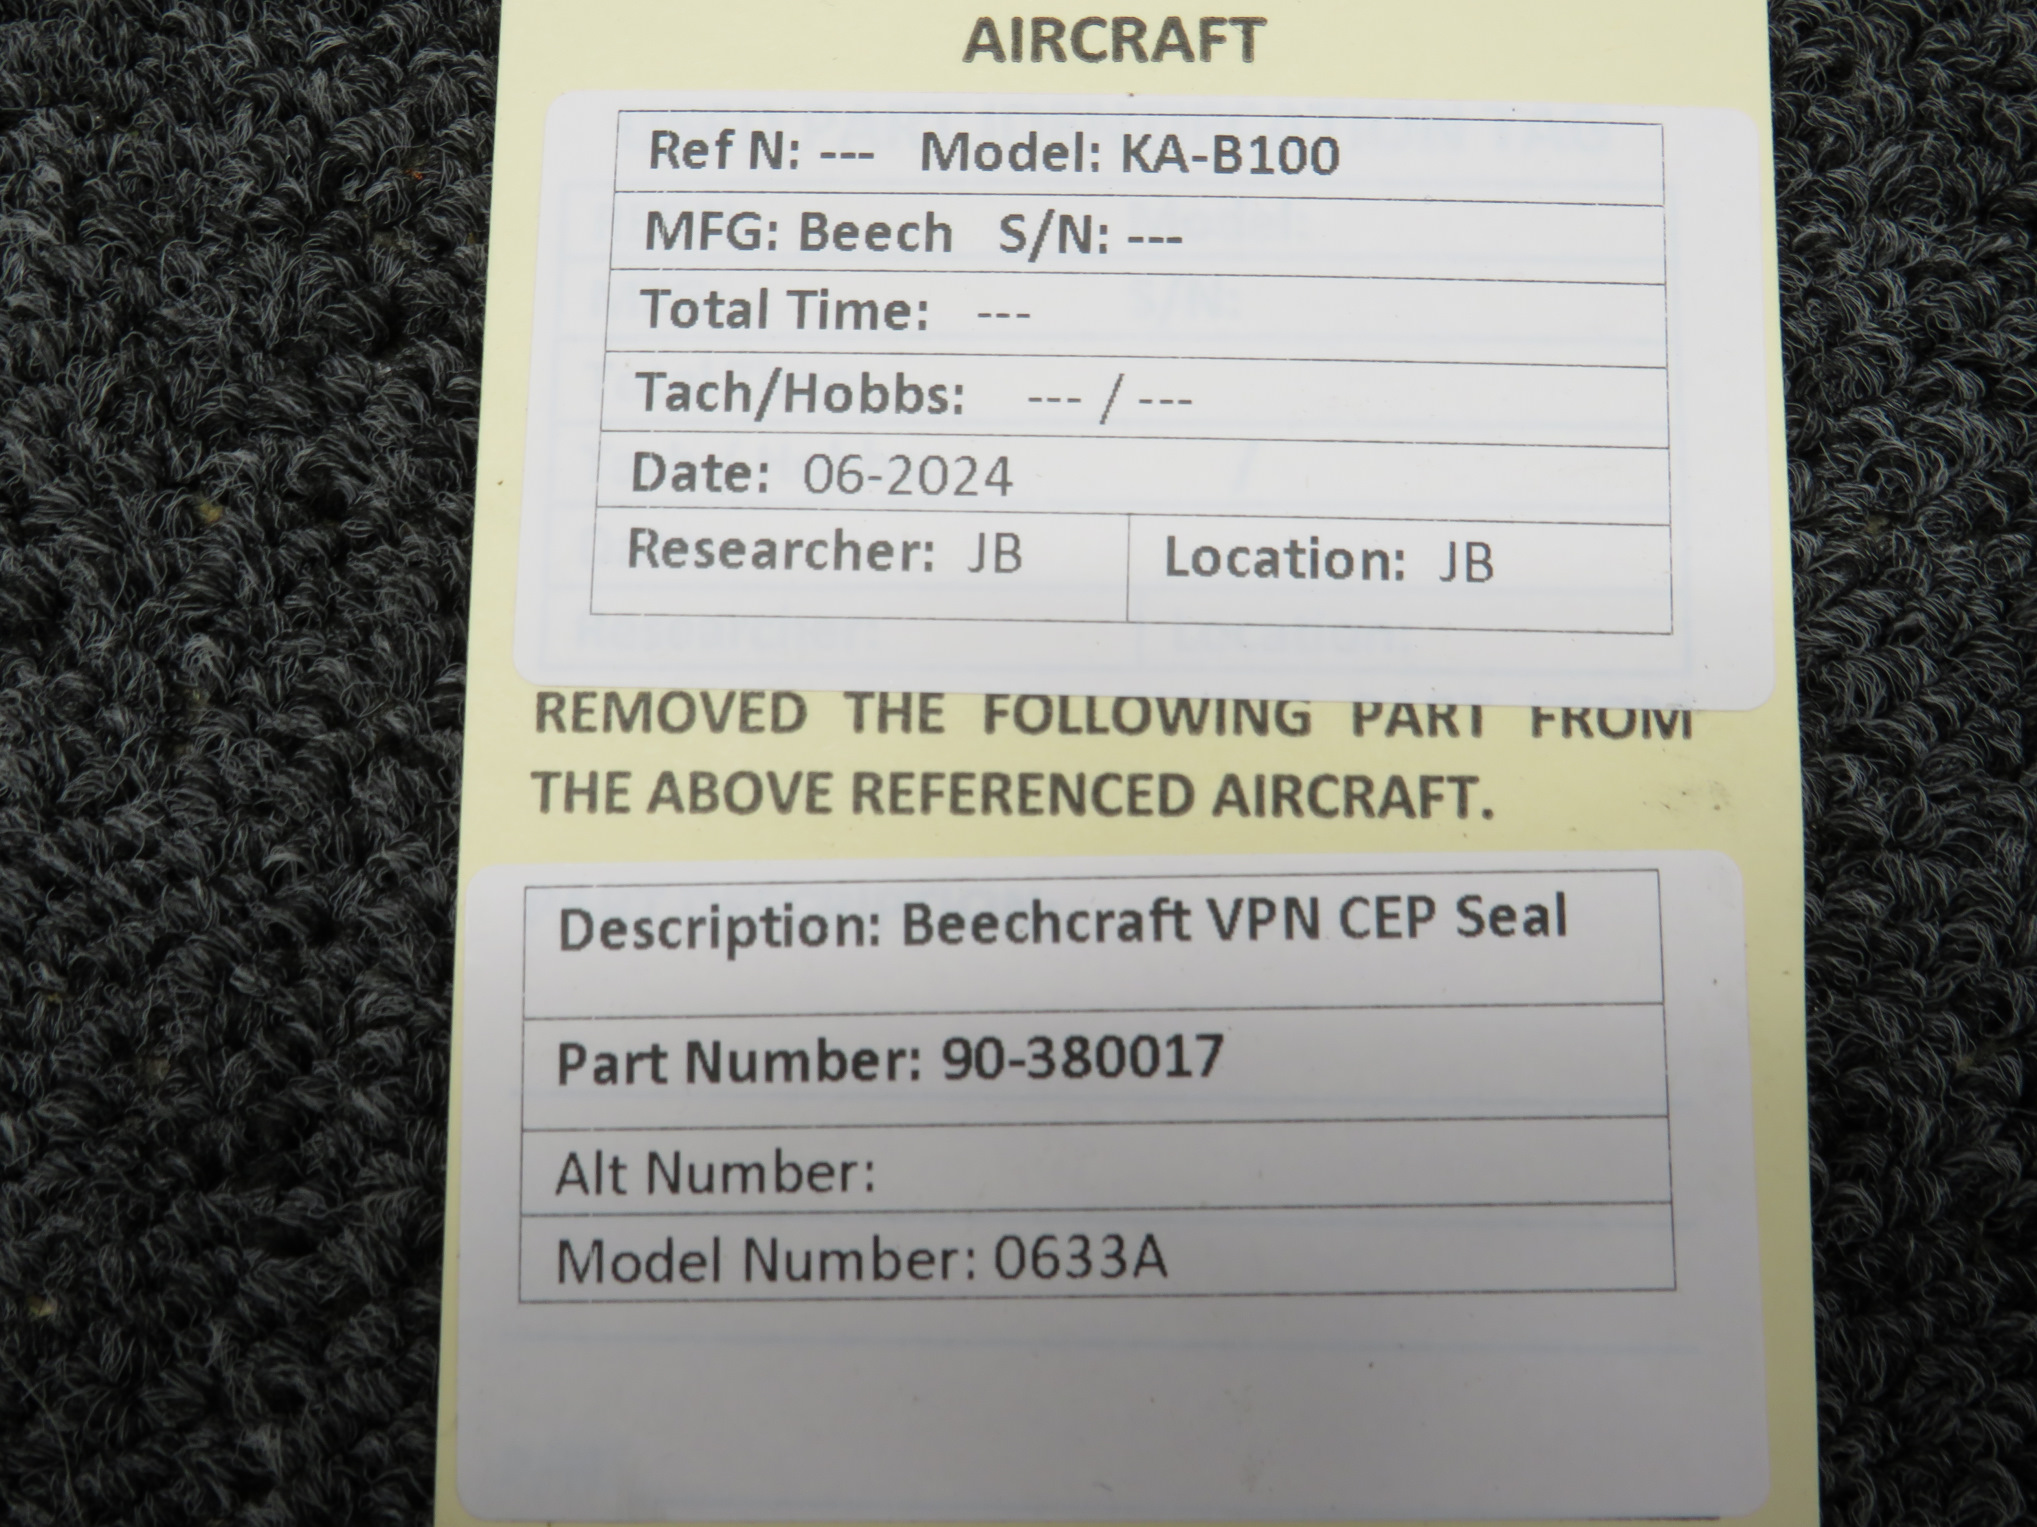 AIRCRAFT
Ref N: --- Model: KA-B100
MFG: Beech S/N: ---
Total Time: ---
Tach/Hobbs: --- / ---
Date: 06-2024
Researcher: JB Location: JB
REMOVED THE FOLLOWING PART FROM
THE ABOVE REFERENCED AIRCRAFT.
Description: Beechcraft VPN CEP Seal
Part Number: 90-380017
Alt Number:
Model Number: 0633A